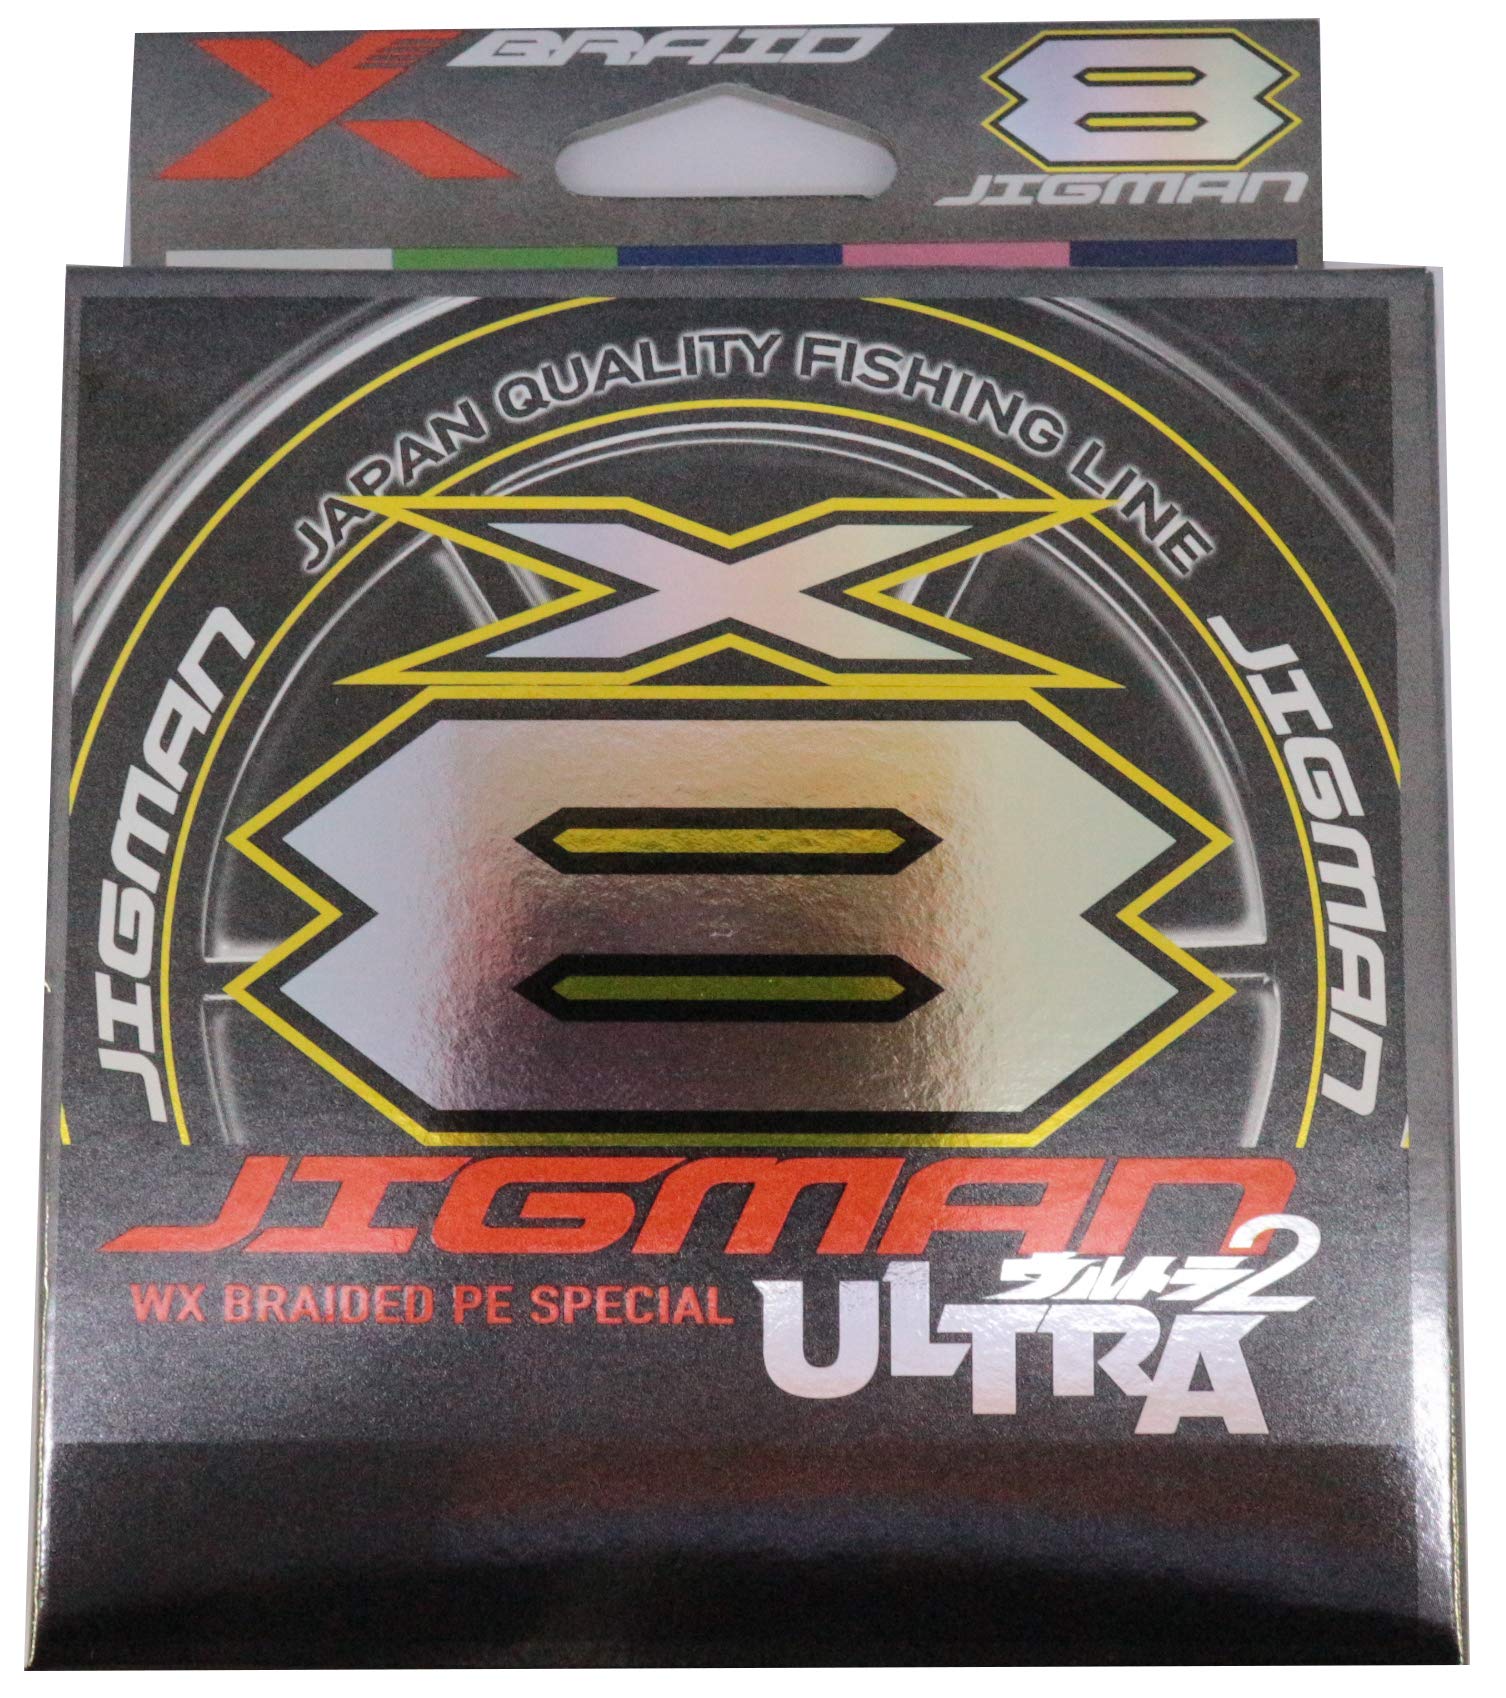 X BRAID
8
JIGMAN
JAPAN QUALITY FISHING LINE
JIGMAN
JIGMAN
X
8
JIGMAN
ウルトラ2
WX BRAIDED PE SPECIAL
ULTRA